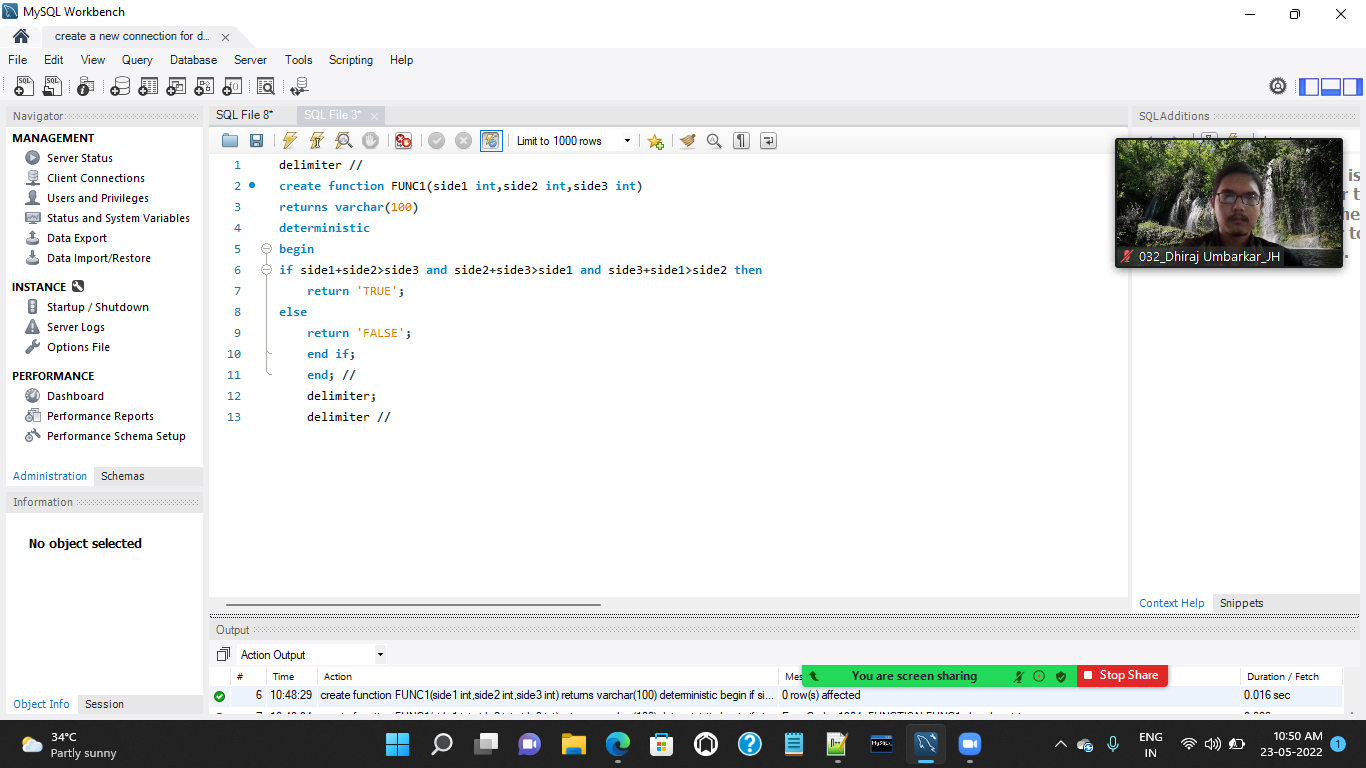 MySQL Workbench
create a new connection for d...
File Edit View Query Database Server Tools Scripting Help
Navigator
MANAGEMENT
Server Status
Client Connections
Users and Privileges
Status and System Variables
Data Export
Data Import/Restore
INSTANCE
Startup / Shutdown
Server Logs
Options File
PERFORMANCE
Dashboard
Performance Reports
Performance Schema Setup
Administration Schemas
Information
No object selected
Object Info Session
SQL File 8* SQL File 3*
Limit to 1000 rows
1 delimiter //
2 create function FUNC1(side1 int,side2 int,side3 int)
3 returns varchar(100)
4 deterministic
5 begin
6 if side1+side2>side3 and side2+side3>side1 and side3+side1>side2 then
7 return 'TRUE';
8 else
9 return 'FALSE';
10 end if;
11 end; //
12 delimiter;
13 delimiter //
SQLAdditions
032_Dhiraj Umbarkar_JH
Context Help Snippets
Output
Action Output
# Time Action Duration / Fetch
6 10:48:29 create function FUNC1(side1 int,side2 int,side3 int) returns varchar(100) deterministic begin if si... 0 row(s) affected 0.016 sec
You are screen sharing Stop Share
34°C
Partly sunny
ENG
IN
10:50 AM
23-05-2022
1